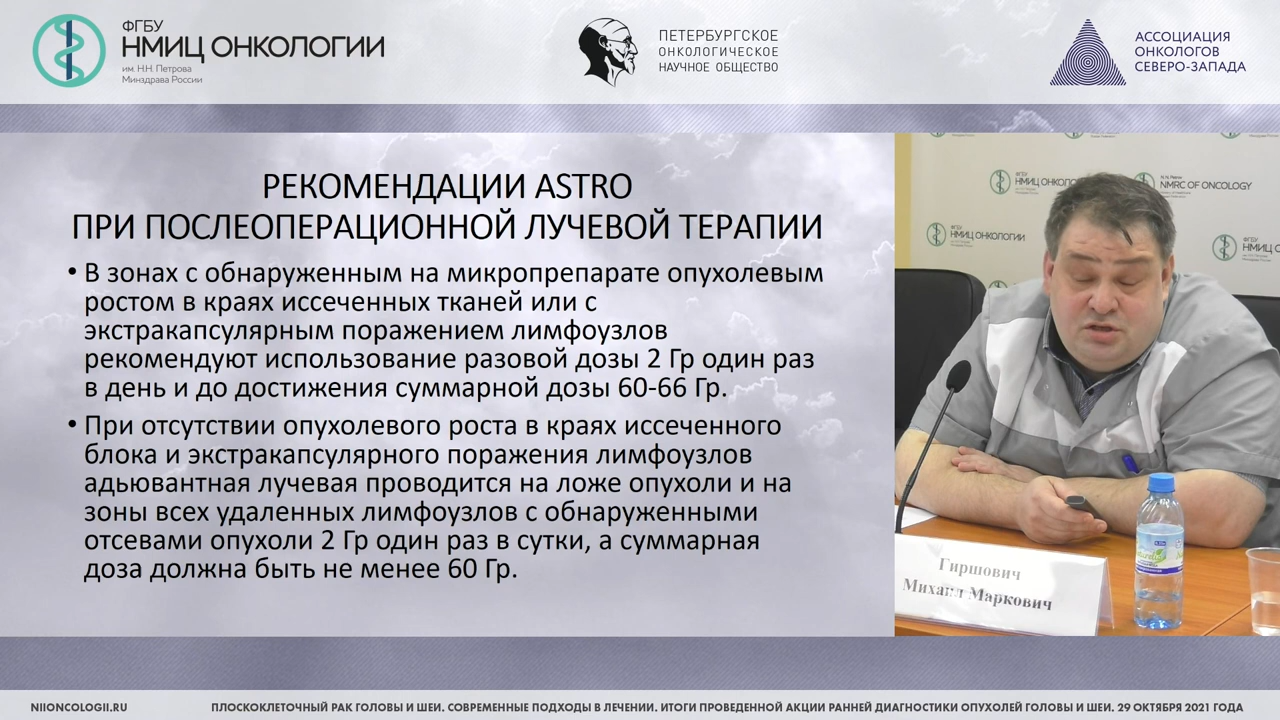 ФГБУ
НМИЦ ОНКОЛОГИИ
им. Н.Н. Петрова
Минздрава России
ПЕТЕРБУРГСКОЕ
ОНКОЛОГИЧЕСКОЕ
НАУЧНОЕ ОБЩЕСТВО
АССОЦИАЦИЯ
ОНКОЛОГОВ
СЕВЕРО-ЗАПАДА
РЕКОМЕНДАЦИИ ASTRO
ПРИ ПОСЛЕОПЕРАЦИОННОЙ ЛУЧЕВОЙ ТЕРАПИИ
• В зонах с обнаруженным на микропрепарате опухолевым
ростом в краях иссеченных тканей или с
экстракапсулярным поражением лимфоузлов
рекомендуют использование разовой дозы 2 Гр один раз
в день и до достижения суммарной дозы 60-66 Гр.
• При отсутствии опухолевого роста в краях иссеченного
блока и экстракапсулярного поражения лимфоузлов
адьювантная лучевая проводится на ложе опухоли и на
зоны всех удаленных лимфоузлов с обнаруженными
отсевами опухоли 2 Гр один раз в сутки, а суммарная
доза должна быть не менее 60 Гр.
ФГБУ
НМИЦ ОНКОЛО
NMRC OF ONCOLOGY
ФГБУ
НМИЦ ОНКОЛОГИИ
ФГБУ
НМИЦ
Гиршович
Михаил Маркович
NIIONCOLOGII.RU
ПЛОСКОКЛЕТОЧНЫЙ РАК ГОЛОВЫ И ШЕИ. СОВРЕМЕННЫЕ ПОДХОДЫ В ЛЕЧЕНИИ. ИТОГИ ПРОВЕДЕННОЙ АКЦИИ РАННЕЙ ДИАГНОСТИКИ ОПУХОЛЕЙ ГОЛОВЫ И ШЕИ. 29 ОКТЯБРЯ 2021 ГОДА